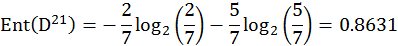 Ent(D²¹) = − 2/7 log₂ (2/7) − 5/7 log₂ (5/7) = 0.8631